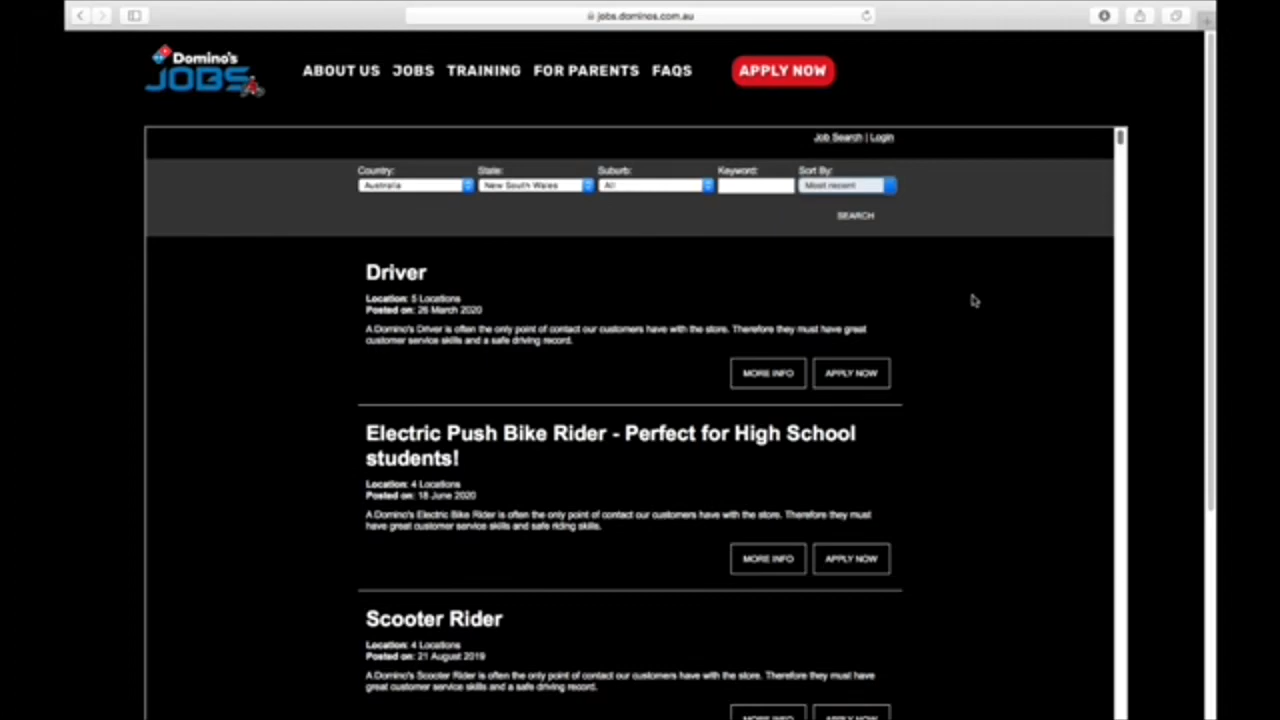 jobs.dominos.com.au
Domino's
JOBS
ABOUT US JOBS TRAINING FOR PARENTS FAQS APPLY NOW
Job Search | Login
Country: State: Suburb: Keyword: Sort By:
Australia New South Wales All Most recent
SEARCH
Driver
Location: 5 Locations
Posted on: 26 March 2020
A Domino's Driver is often the only point of contact our customers have with the store. Therefore they must have great
customer service skills and a safe driving record.
MORE INFO APPLY NOW
Electric Push Bike Rider - Perfect for High School
students!
Location: 4 Locations
Posted on: 18 June 2020
A Domino's Electric Bike Rider is often the only point of contact our customers have with the store. Therefore they must
have great customer service skills and safe riding skills.
MORE INFO APPLY NOW
Scooter Rider
Location: 4 Locations
Posted on: 21 August 2019
A Domino's Scooter Rider is often the only point of contact our customers have with the store. Therefore they must have
great customer service skills and a safe driving record.
MORE INFO APPLY NOW